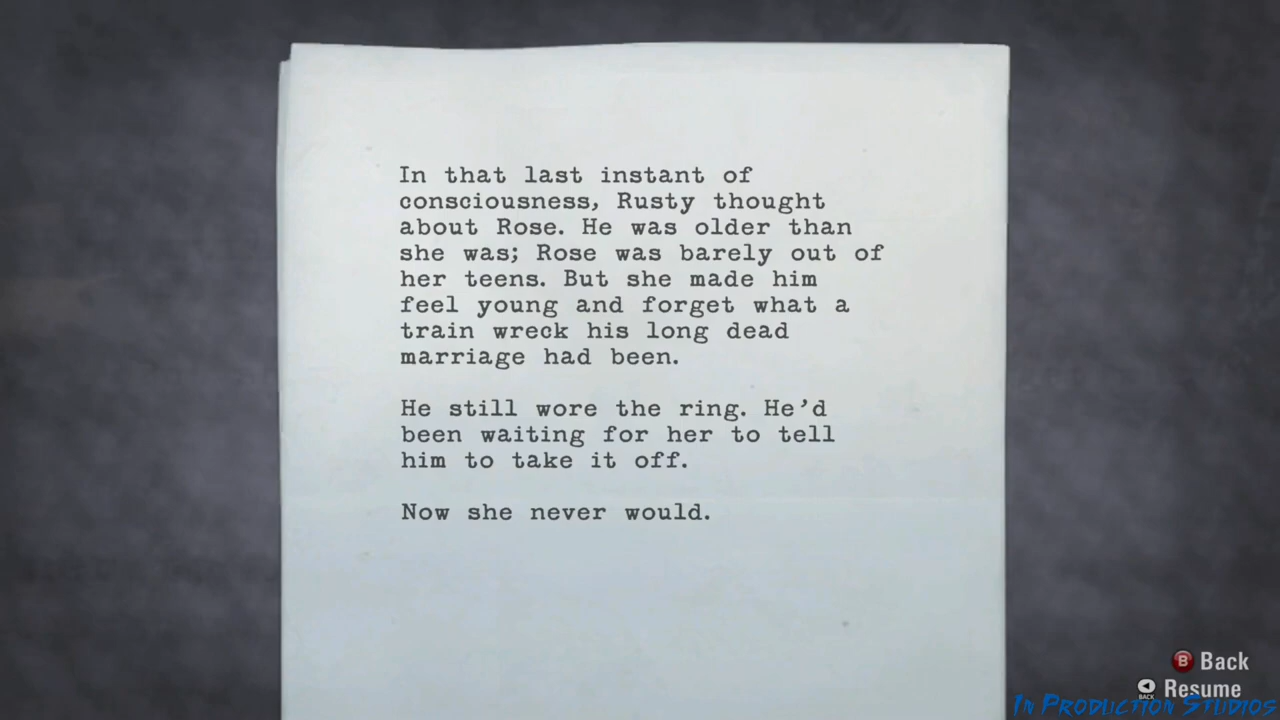 In that last instant of
consciousness, Rusty thought
about Rose. He was older than
she was; Rose was barely out of
her teens. But she made him
feel young and forget what a
train wreck his long dead
marriage had been.
He still wore the ring. He'd
been waiting for her to tell
him to take it off.
Now she never would.
B Back
BACK Resume
In Production Studios